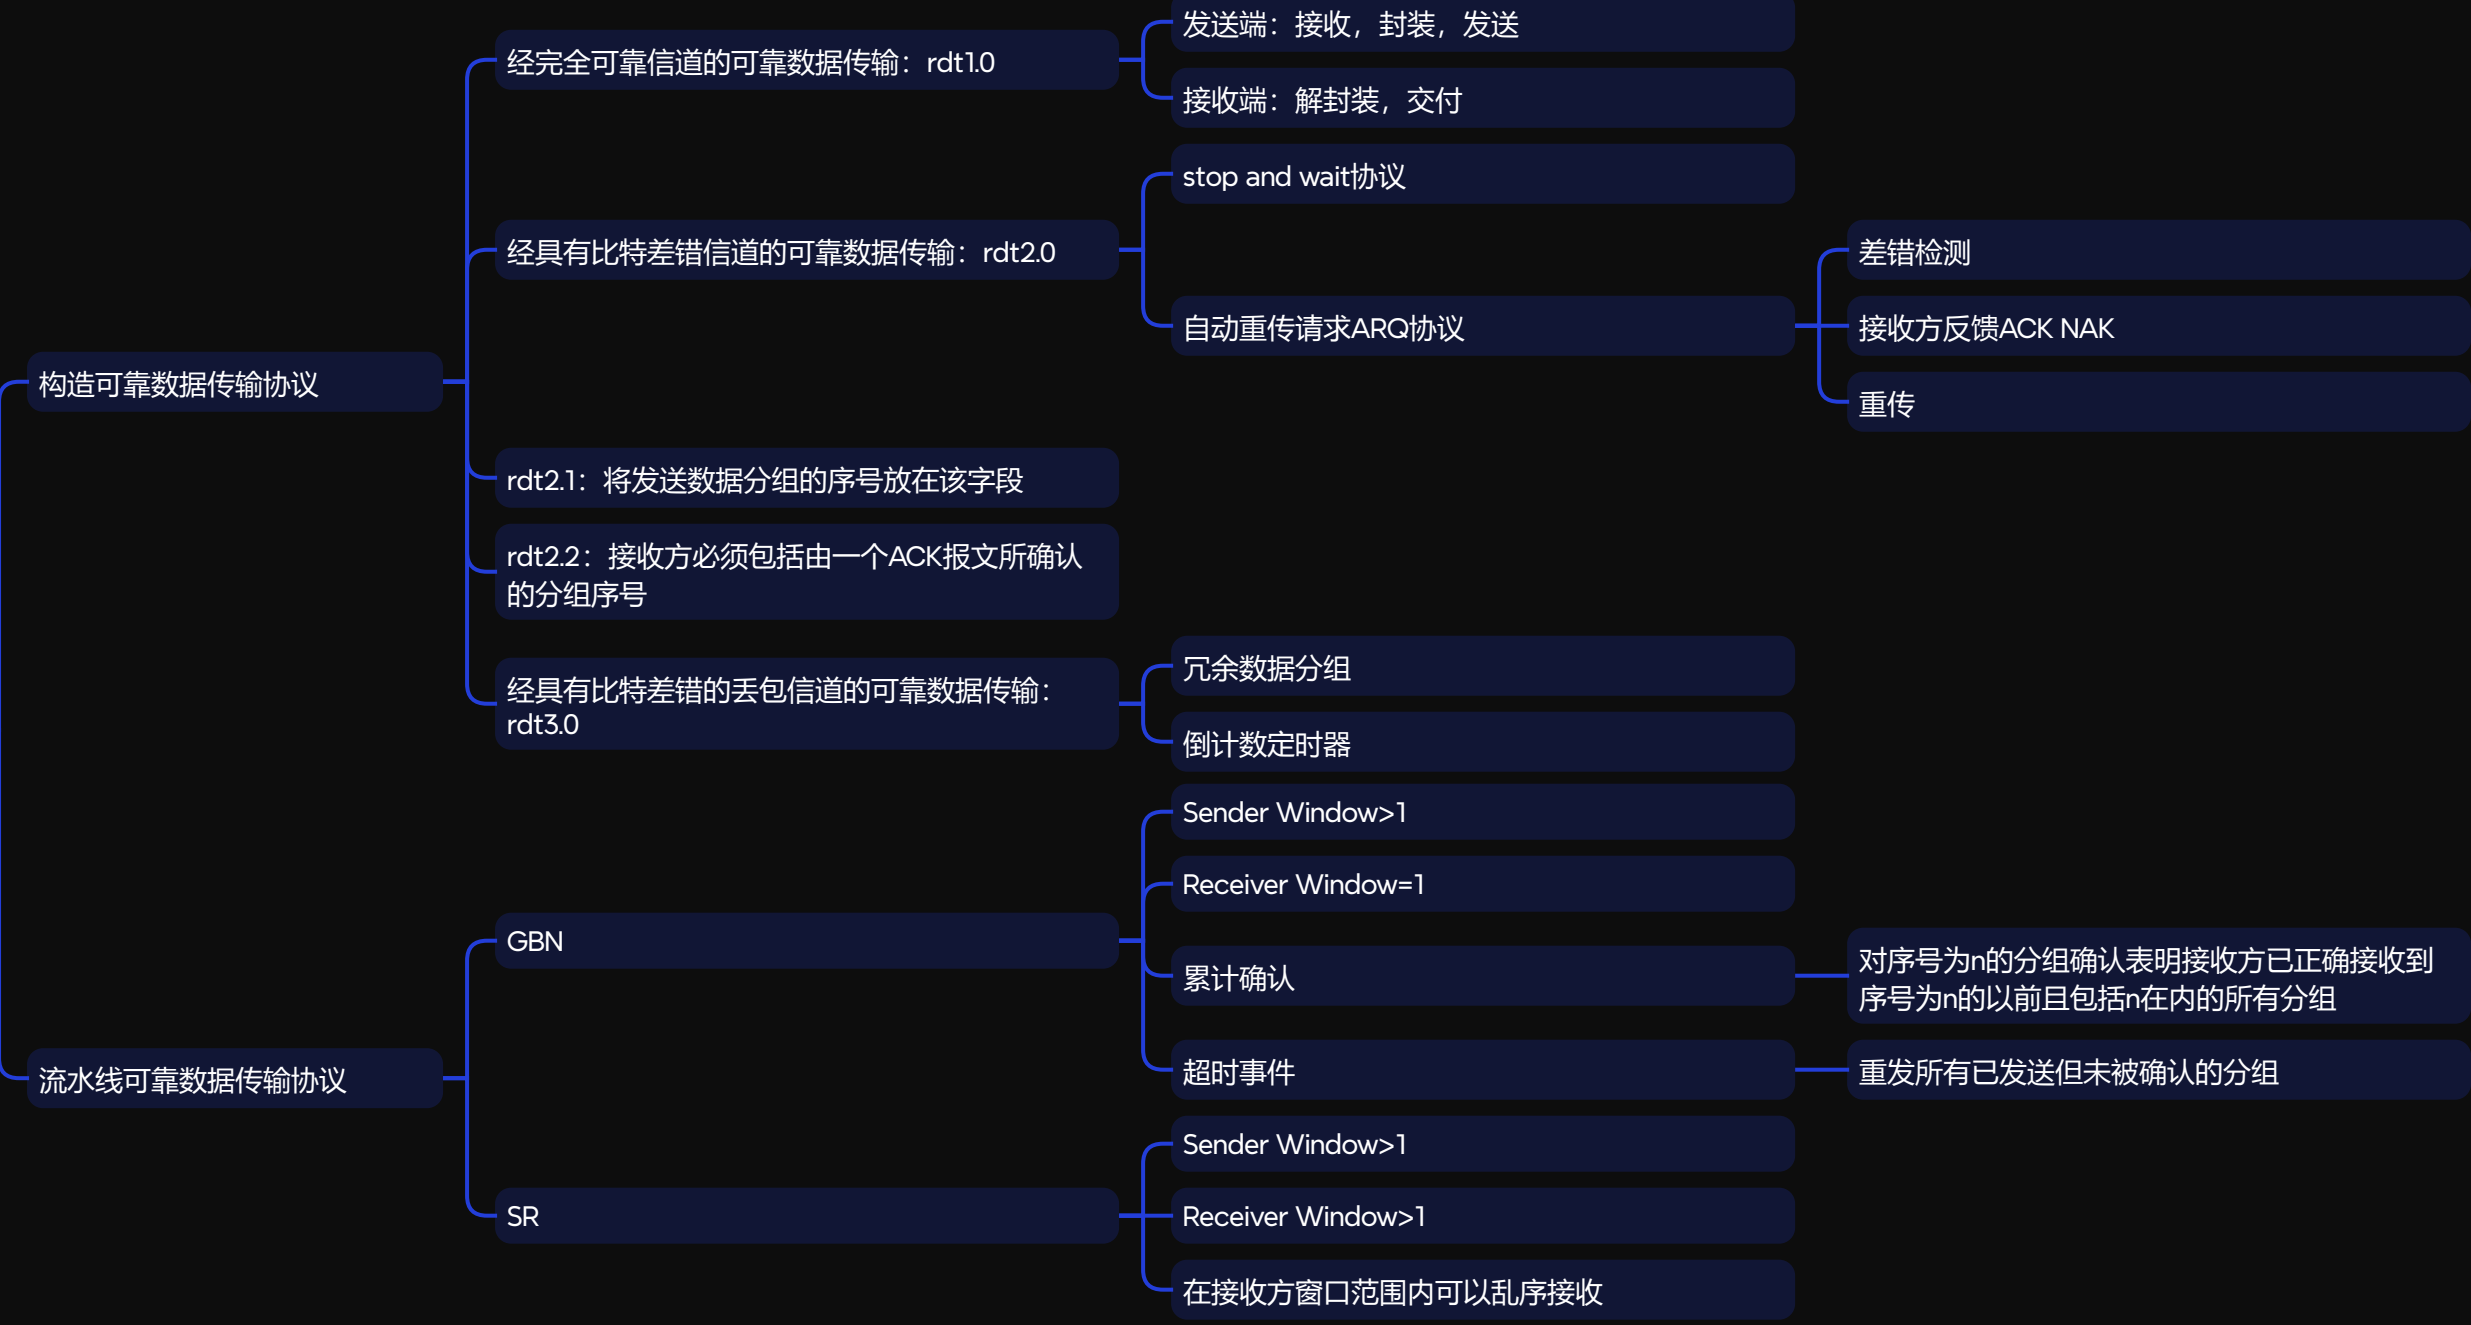 构造可靠数据传输协议
经完全可靠信道的可靠数据传输：rdt1.0
发送端：接收，封装，发送
接收端：解封装，交付
经具有比特差错信道的可靠数据传输：rdt2.0
stop and wait协议
自动重传请求ARQ协议
差错检测
接收方反馈ACK NAK
重传
rdt2.1：将发送数据分组的序号放在该字段
rdt2.2：接收方必须包括由一个ACK报文所确认
的分组序号
经具有比特差错的丢包信道的可靠数据传输：
rdt3.0
冗余数据分组
倒计数定时器
流水线可靠数据传输协议
GBN
Sender Window>1
Receiver Window=1
累计确认
对序号为n的分组确认表明接收方已正确接收到
序号为n的以前且包括n在内的所有分组
超时事件
重发所有已发送但未被确认的分组
SR
Sender Window>1
Receiver Window>1
在接收方窗口范围内可以乱序接收